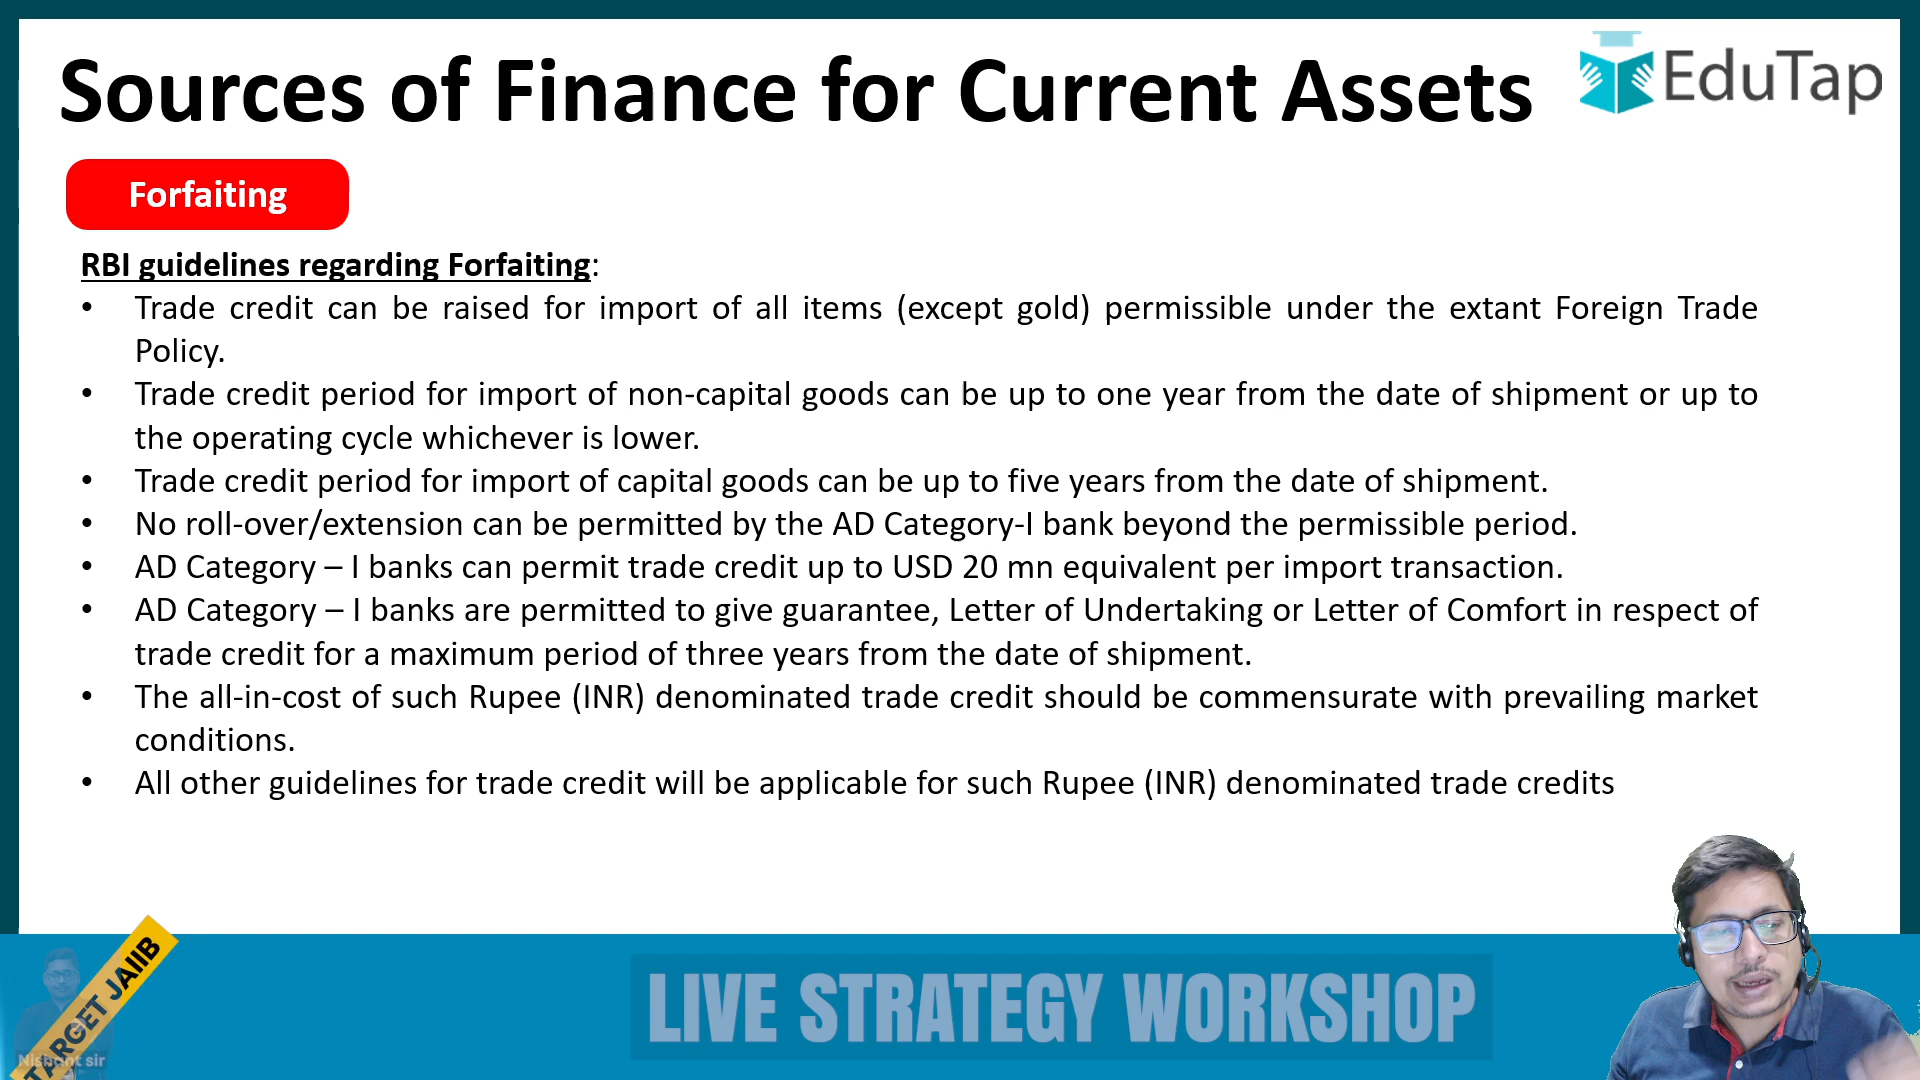 Sources of Finance for Current Assets
EduTap
Forfaiting
RBI guidelines regarding Forfaiting:
• Trade credit can be raised for import of all items (except gold) permissible under the extant Foreign Trade
Policy.
• Trade credit period for import of non-capital goods can be up to one year from the date of shipment or up to
the operating cycle whichever is lower.
• Trade credit period for import of capital goods can be up to five years from the date of shipment.
• No roll-over/extension can be permitted by the AD Category-I bank beyond the permissible period.
• AD Category – I banks can permit trade credit up to USD 20 mn equivalent per import transaction.
• AD Category – I banks are permitted to give guarantee, Letter of Undertaking or Letter of Comfort in respect of
trade credit for a maximum period of three years from the date of shipment.
• The all-in-cost of such Rupee (INR) denominated trade credit should be commensurate with prevailing market
conditions.
• All other guidelines for trade credit will be applicable for such Rupee (INR) denominated trade credits
TARGET JAIIB
Nishant sir
LIVE STRATEGY WORKSHOP